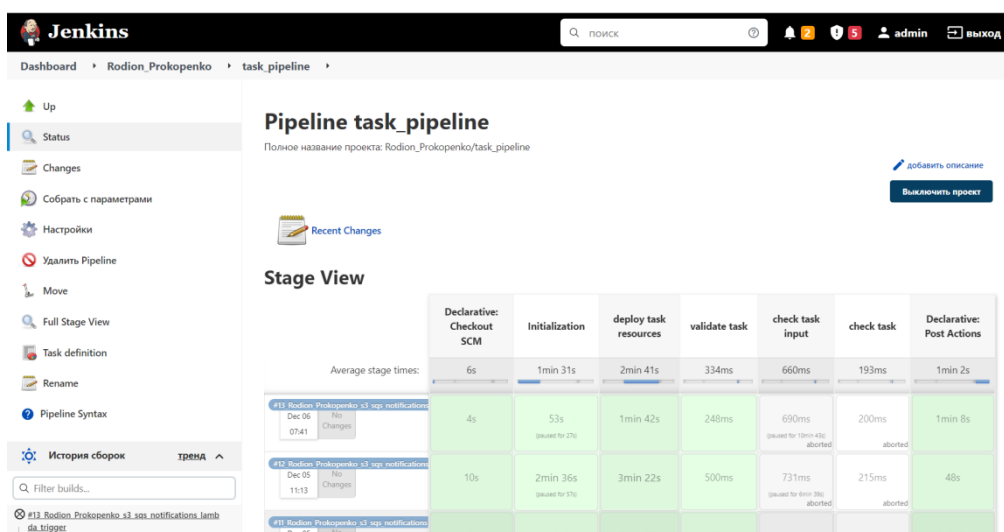 Jenkins
поиск
2
5
admin
выход
Dashboard
Rodion_Prokopenko
task_pipeline
Up
Status
Changes
Собрать с параметрами
Настройки
Удалить Pipeline
Move
Full Stage View
Task definition
Rename
Pipeline Syntax
История сборок
тренд
Filter builds...
#13 Rodion Prokopenko s3 sqs notifications lamb
da trigger
Pipeline task_pipeline
Полное название проекта: Rodion_Prokopenko/task_pipeline
добавить описание
Выключить проект
Recent Changes
Stage View
Declarative:
Checkout
SCM
Initialization
deploy task
resources
validate task
check task
input
check task
Declarative:
Post Actions
Average stage times:
6s
1min 31s
2min 41s
334ms
660ms
193ms
1min 2s
#13 Rodion Prokopenko s3 sqs notifications
Dec 06
07:41
No
Changes
4s
53s
(paused for 27s)
1min 42s
248ms
690ms
(paused for 10min 43s)
aborted
200ms
aborted
1min 8s
#12 Rodion Prokopenko s3 sqs notifications
Dec 05
11:13
No
Changes
10s
2min 36s
(paused for 57s)
3min 22s
500ms
731ms
(paused for 6min 39s)
aborted
215ms
aborted
48s
#11 Rodion Prokopenko s3 sqs notifications